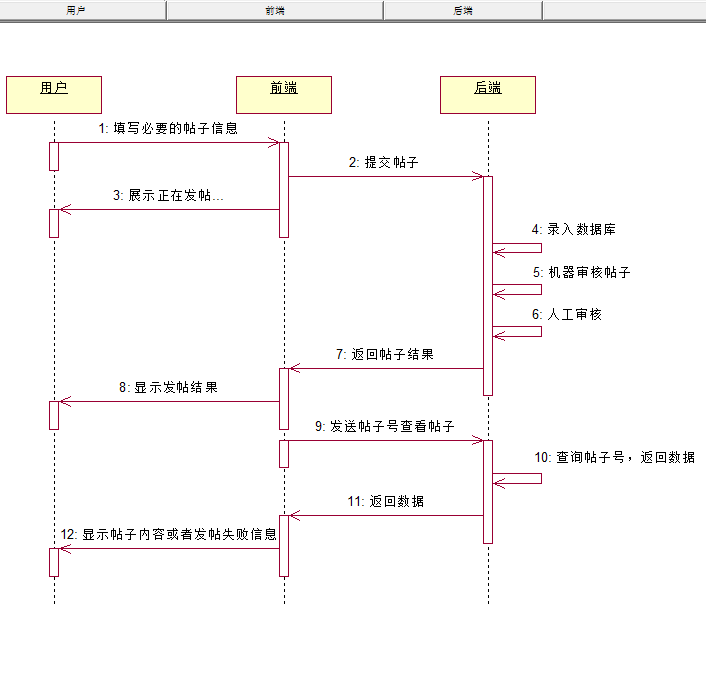 用户
前端
后端
用户
前端
后端
1: 填写必要的帖子信息
2: 提交帖子
3: 展示正在发帖...
4: 录入数据库
5: 机器审核帖子
6: 人工审核
7: 返回帖子结果
8: 显示发帖结果
9: 发送帖子号查看帖子
10: 查询帖子号，返回数据
11: 返回数据
12: 显示帖子内容或者发帖失败信息